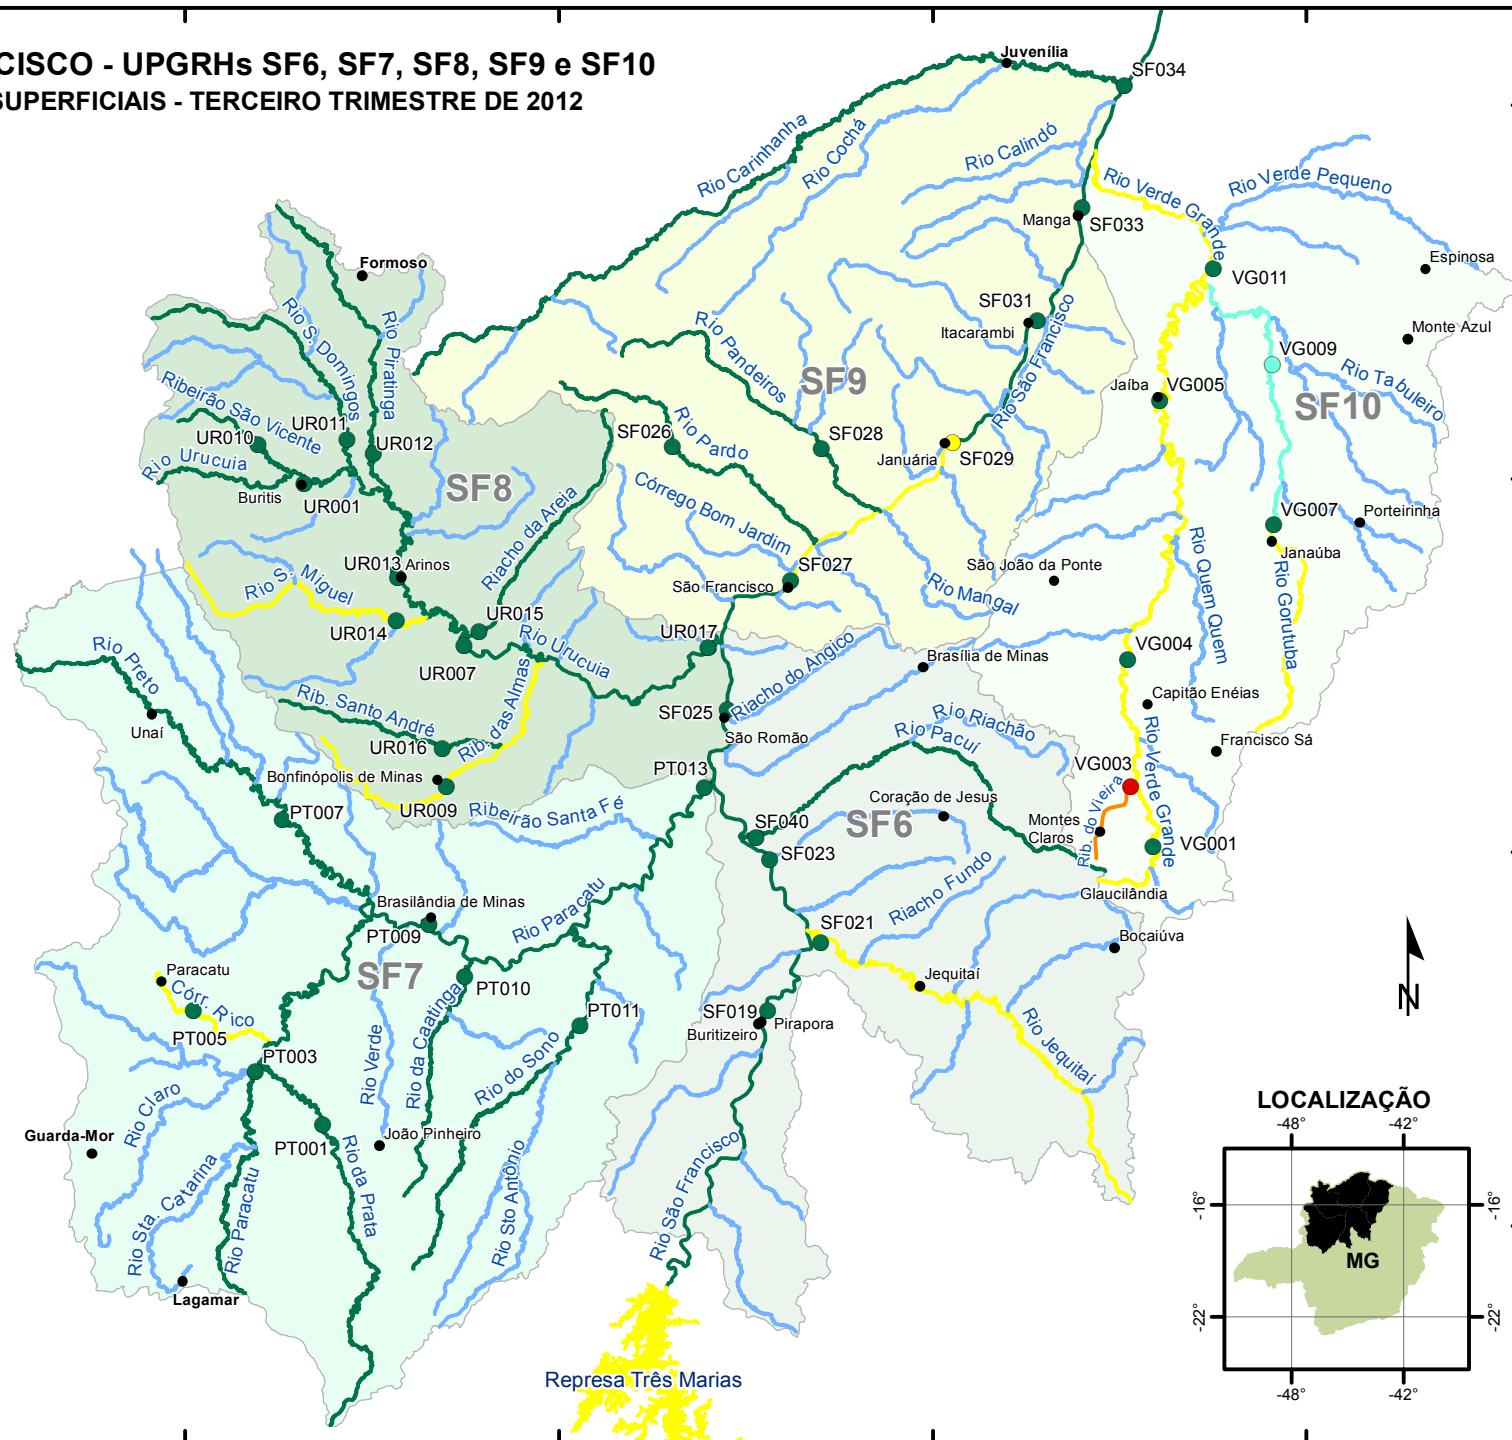 CISCO - UPGRHs SF6, SF7, SF8, SF9 e SF10
SUPERFICIAIS - TERCEIRO TRIMESTRE DE 2012
Juvenília
SF034
Rio Carinhanha
Rio Cochá
Rio Calindó
Rio Verde Grande
Rio Verde Pequeno
Manga
SF033
Espinosa
VG011
Formoso
SF031
Itacarambi
Monte Azul
Rio S. Domingos
Rio Piratinga
Rio Pandeiros
Rio São Francisco
VG009
Rio Tabuleiro
SF9
Jaíba
VG005
SF10
Ribeirão São Vicente
UR010
UR011
UR012
Rio Urucuia
SF026
Rio Pardo
SF028
Januária
SF029
Buritis
UR001
SF8
Riacho da Areia
Córrego Bom Jardim
VG007
Porteirinha
Janaúba
UR013
Arinos
Rio S. Miguel
São Francisco
SF027
São João da Ponte
Rio Mangal
Rio Quem Quem
Rio Gorutuba
UR014
UR015
Rio Urucuia
UR017
UR007
Rio Preto
Riacho do Angico
Brasília de Minas
VG004
Rib. Santo André
Rib. das Almas
SF025
São Romão
Capitão Enéias
Unaí
UR016
Rio Riachão
Rio Pacuí
Rio Verde Grande
Francisco Sá
Bonfinópolis de Minas
UR009
PT013
VG003
Rib. do Vieira
PT007
Ribeirão Santa Fé
SF040
SF6
Coração de Jesus
Montes
Claros
SF023
VG001
Riacho Fundo
Glaucilândia
Brasilândia de Minas
PT009
Rio Paracatu
SF021
Bocaiúva
Paracatu
SF7
Jequitaí
Córr. Rico
PT010
PT005
PT011
SF019
Pirapora
Buritizeiro
Rio Jequitaí
N
PT003
Rio Verde
Rio da Caatinga
Rio do Sono
Rio Claro
Guarda-Mor
PT001
João Pinheiro
Rio da Prata
Rio Sta. Catarina
Rio Paracatu
Rio Sto Antônio
Rio São Francisco
Lagamar
Represa Três Marias
LOCALIZAÇÃO
-48°
-42°
-16°
-16°
MG
-22°
-22°
-48°
-42°